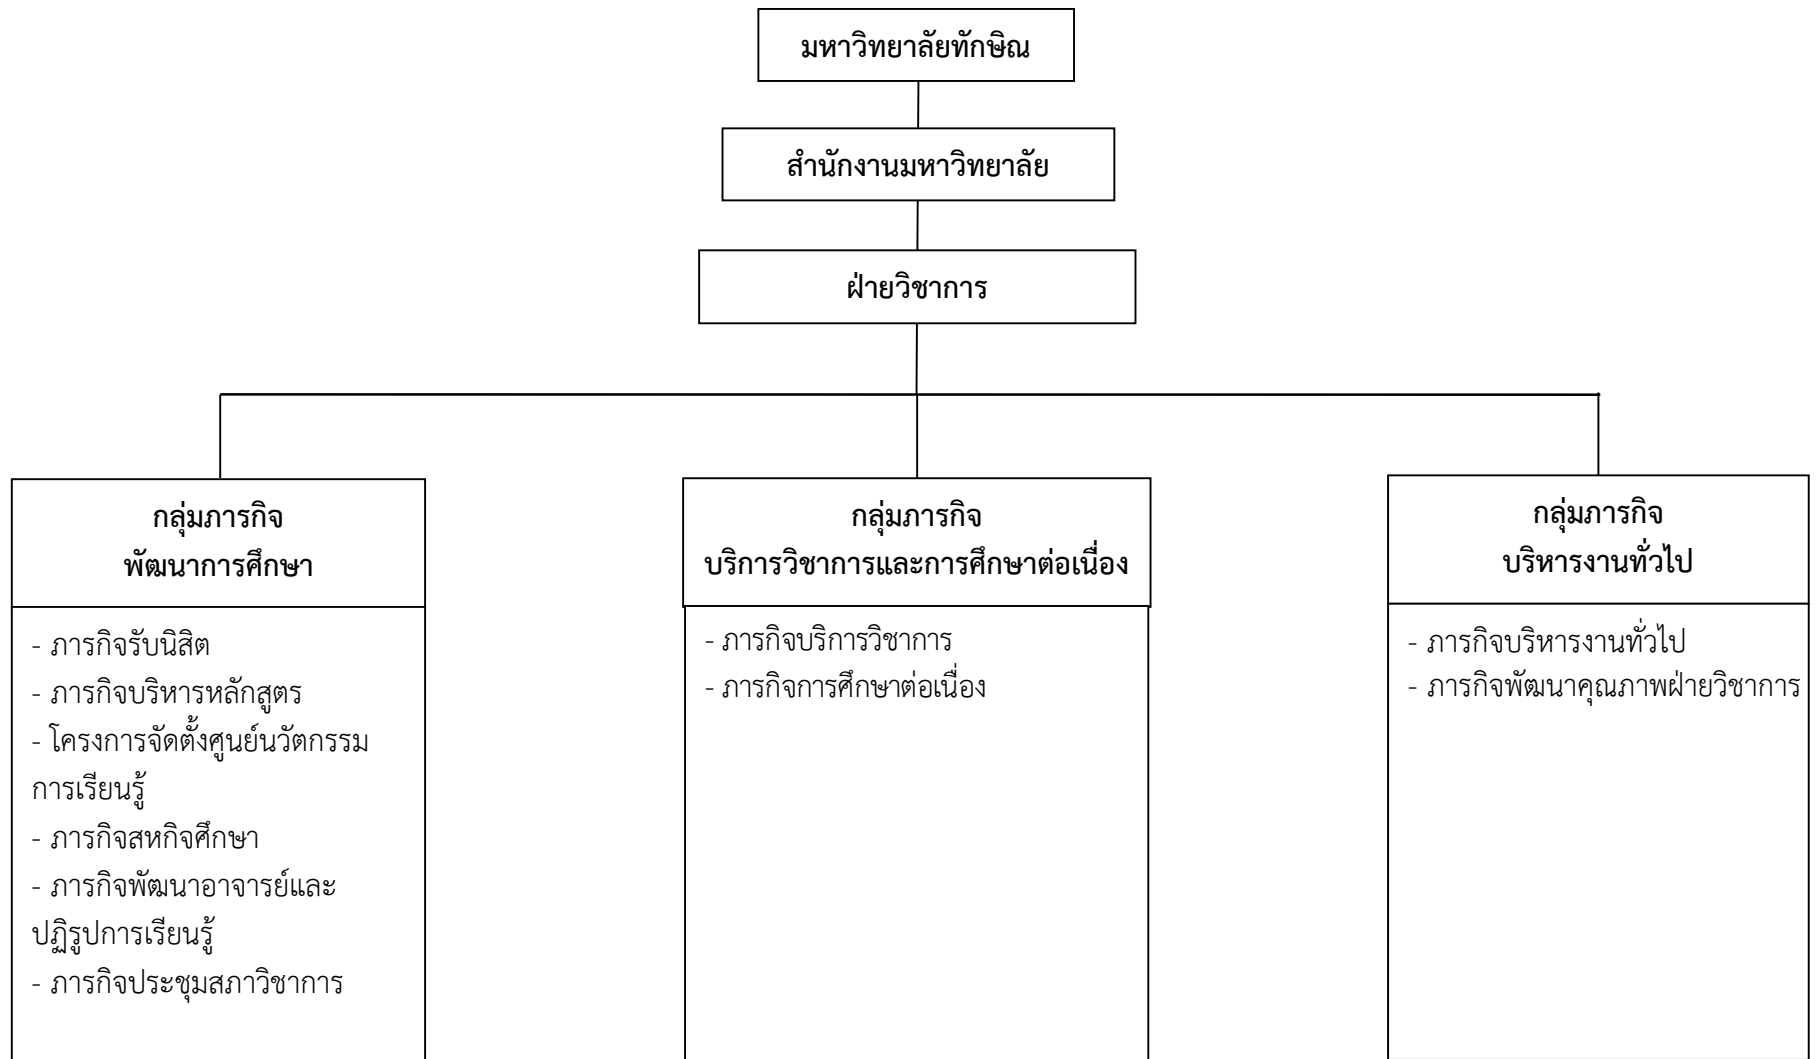 มหาวิทยาลัยทักษิณ
สำนักงานมหาวิทยาลัย
ฝ่ายวิชาการ
กลุ่มภารกิจ
พัฒนาการศึกษา
- ภารกิจรับนิสิต
- ภารกิจบริหารหลักสูตร
- โครงการจัดตั้งศูนย์นวัตกรรม
การเรียนรู้
- ภารกิจสหกิจศึกษา
- ภารกิจพัฒนาอาจารย์และ
ปฏิรูปการเรียนรู้
- ภารกิจประชุมสภาวิชาการ
กลุ่มภารกิจ
บริการวิชาการและการศึกษาต่อเนื่อง
- ภารกิจบริการวิชาการ
- ภารกิจการศึกษาต่อเนื่อง
กลุ่มภารกิจ
บริหารงานทั่วไป
- ภารกิจบริหารงานทั่วไป
- ภารกิจพัฒนาคุณภาพฝ่ายวิชาการ